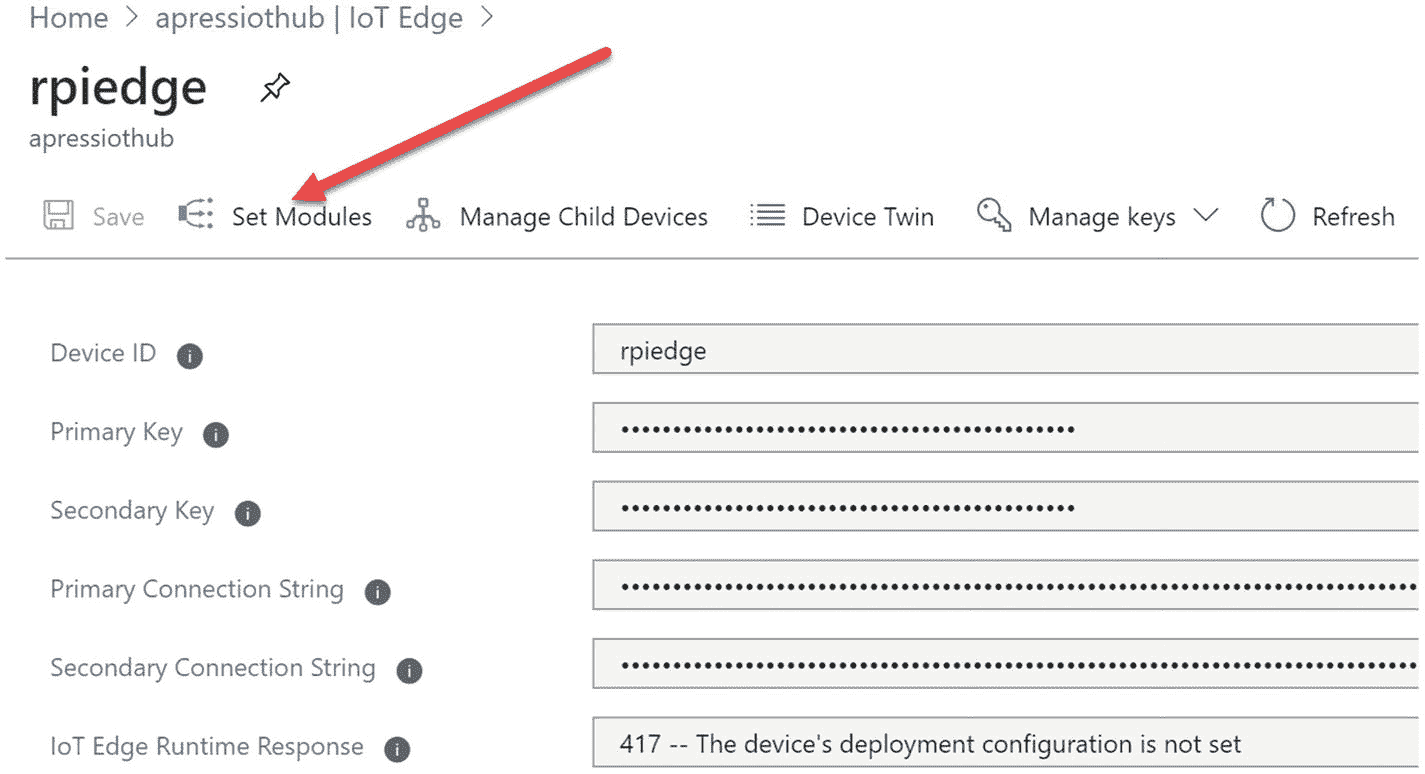 Home > apressiothub | IoT Edge >
rpiedge
apressiothub
Save Set Modules Manage Child Devices Device Twin Manage keys Refresh
Device ID rpiedge
Primary Key ••••••••••••••••••••••••••••••••••••••••••••
Secondary Key ••••••••••••••••••••••••••••••••••••••••••••
Primary Connection String ••••••••••••••••••••••••••••••••••••••••••••••••••••••••••••••••••••••••••••
Secondary Connection String ••••••••••••••••••••••••••••••••••••••••••••••••••••••••••••••••••••••••••••
IoT Edge Runtime Response 417 -- The device's deployment configuration is not set